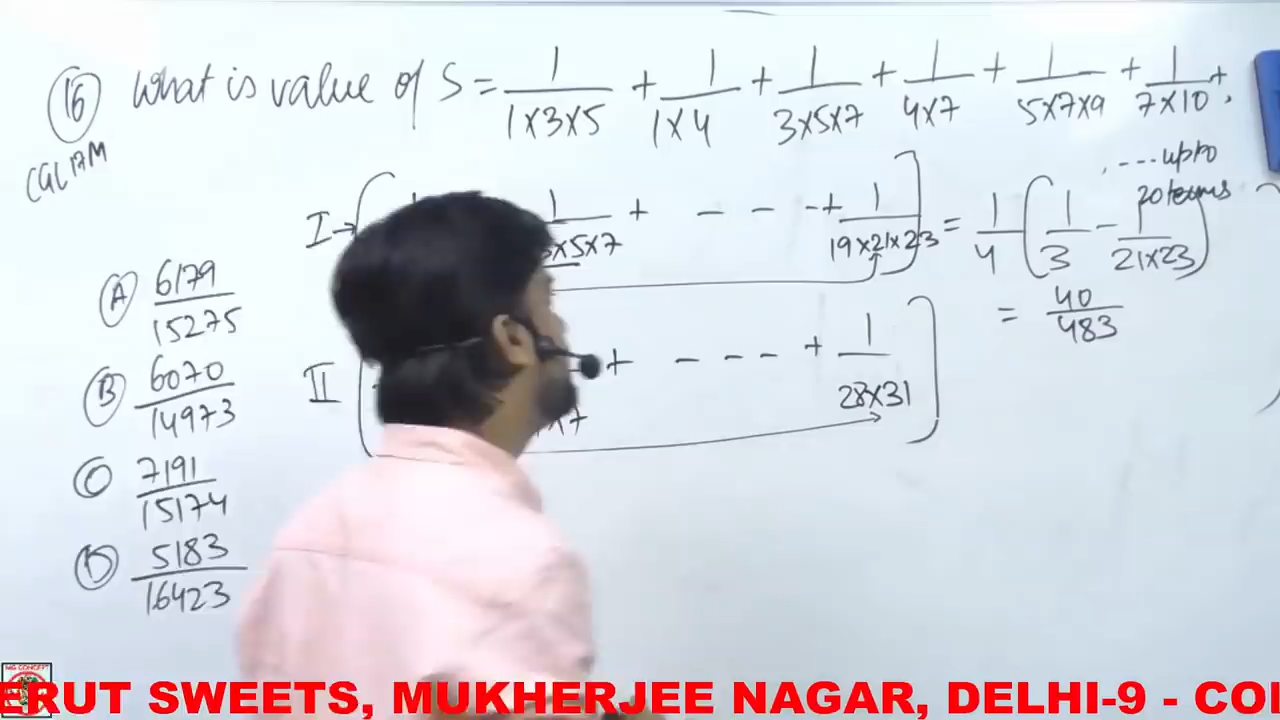 16 What is value of S = 1/1×3×5 + 1/1×4 + 1/3×5×7 + 1/4×7 + 1/5×7×9 + 1/7×10 +,
CGL17M
....upto
20 terms
I→ [ 1/×5×7 + - - - + 1/19×21×23 ] = 1/4 ( 1/3 - 1/21×23 )
= 40/483
II [ + - - - - + 1/28×31 ]
×7
A 6179/15275
B 6070/14973
C 7191/15174
D 5183/16423
ERUT SWEETS, MUKHERJEE NAGAR, DELHI-9 - CO